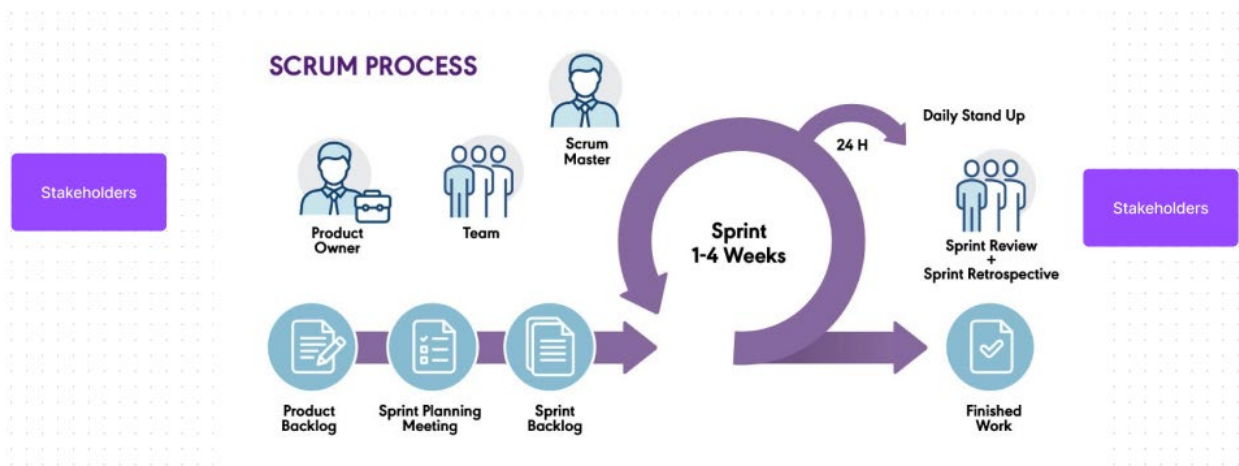 SCRUM PROCESS
Scrum
Master
Daily Stand Up
24 H
Stakeholders
Stakeholders
Product
Owner
Team
Sprint
1-4 Weeks
Sprint Review
+
Sprint Retrospective
Product
Backlog
Sprint Planning
Meeting
Sprint
Backlog
Finished
Work